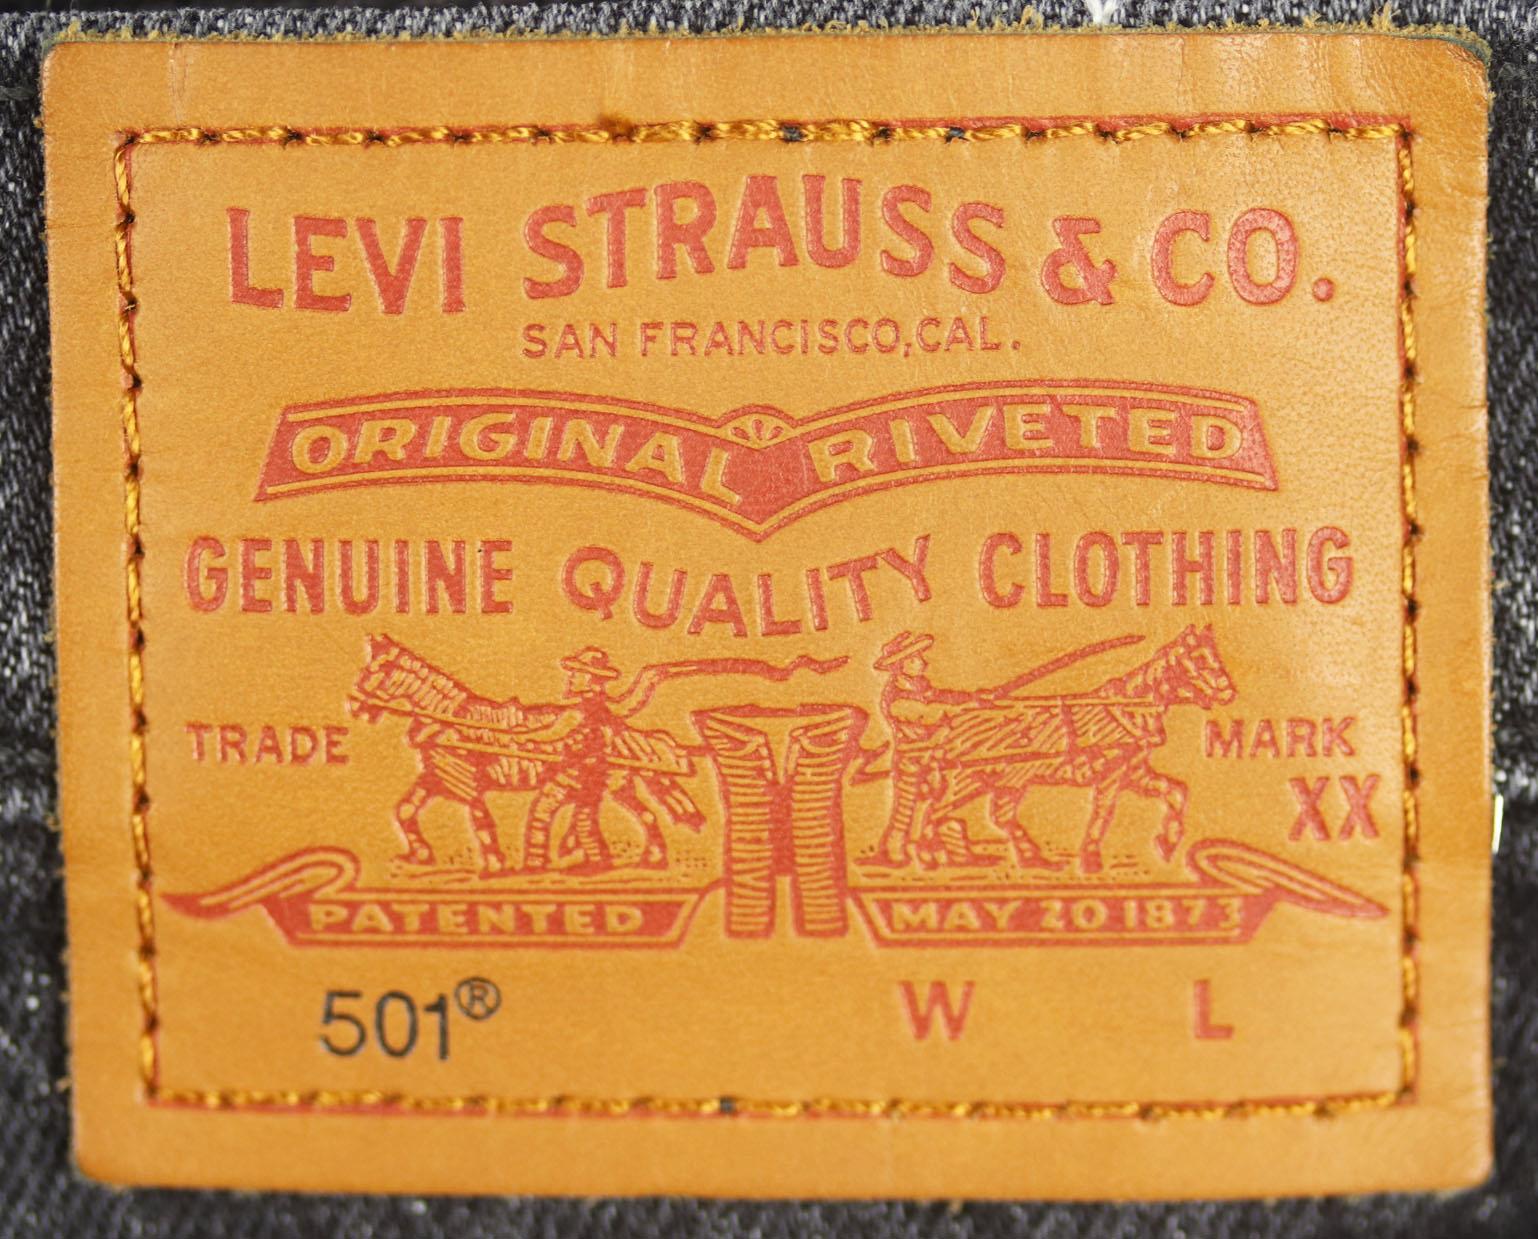 LEVI STRAUSS & CO.
SAN FRANCISCO, CAL.
ORIGINAL RIVETED
GENUINE QUALITY CLOTHING
TRADE MARK
XX
PATENTED MAY 20 1873
501® W L